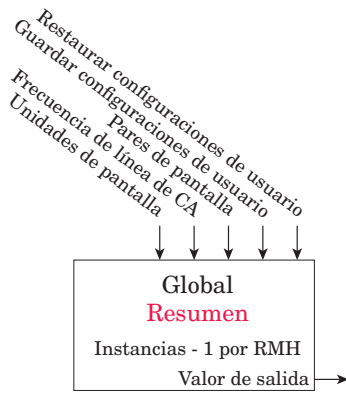 Restaurar configuraciones de usuario
Guardar configuraciones de usuario
Pares de pantalla
Frecuencia de línea de CA
Unidades de pantalla
Global
Resumen
Instancias - 1 por RMH
Valor de salida